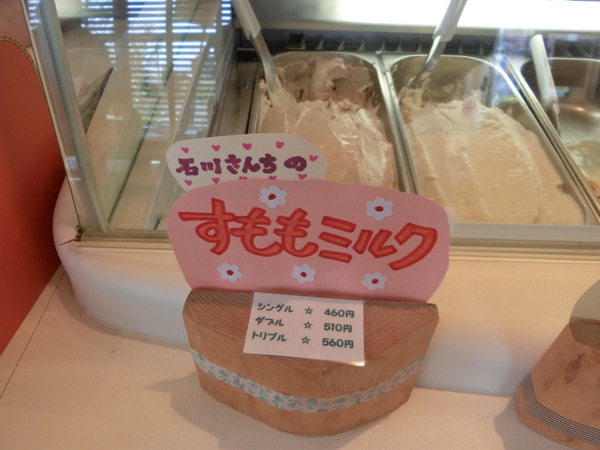 石川さんちの
すももミルク
シングル ☆ 460円
ダブル ☆ 510円
トリプル ☆ 560円